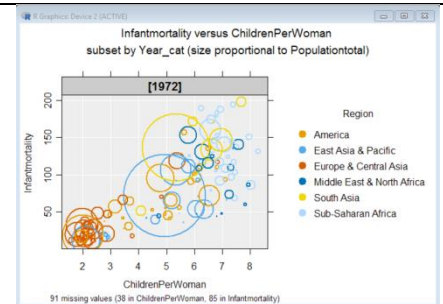 R Graphics: Device 2 (ACTIVE)
Infantmortality versus ChildrenPerWoman
subset by Year_cat (size proportional to Populationtotal)
[1972]
200
150
100
50
Infantmortality
2 3 4 5 6 7 8
ChildrenPerWoman
91 missing values (38 in ChildrenPerWoman, 85 in Infantmortality)
Region
America
East Asia & Pacific
Europe & Central Asia
Middle East & North Africa
South Asia
Sub-Saharan Africa